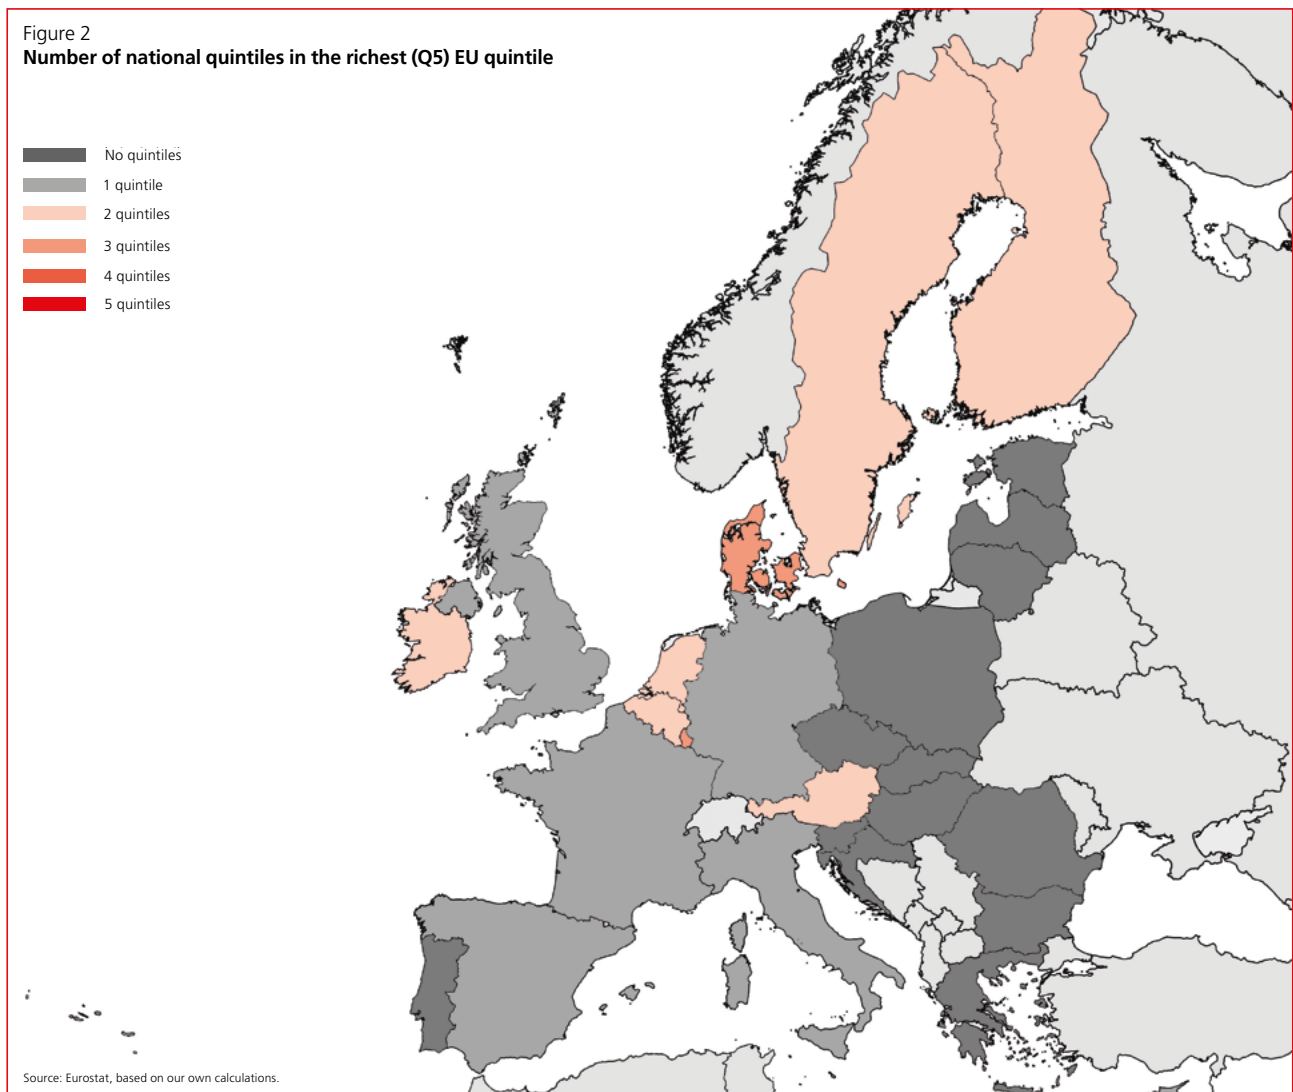 Figure 2
Number of national quintiles in the richest (Q5) EU quintile
No quintiles
1 quintile
2 quintiles
3 quintiles
4 quintiles
5 quintiles
Source: Eurostat, based on our own calculations.